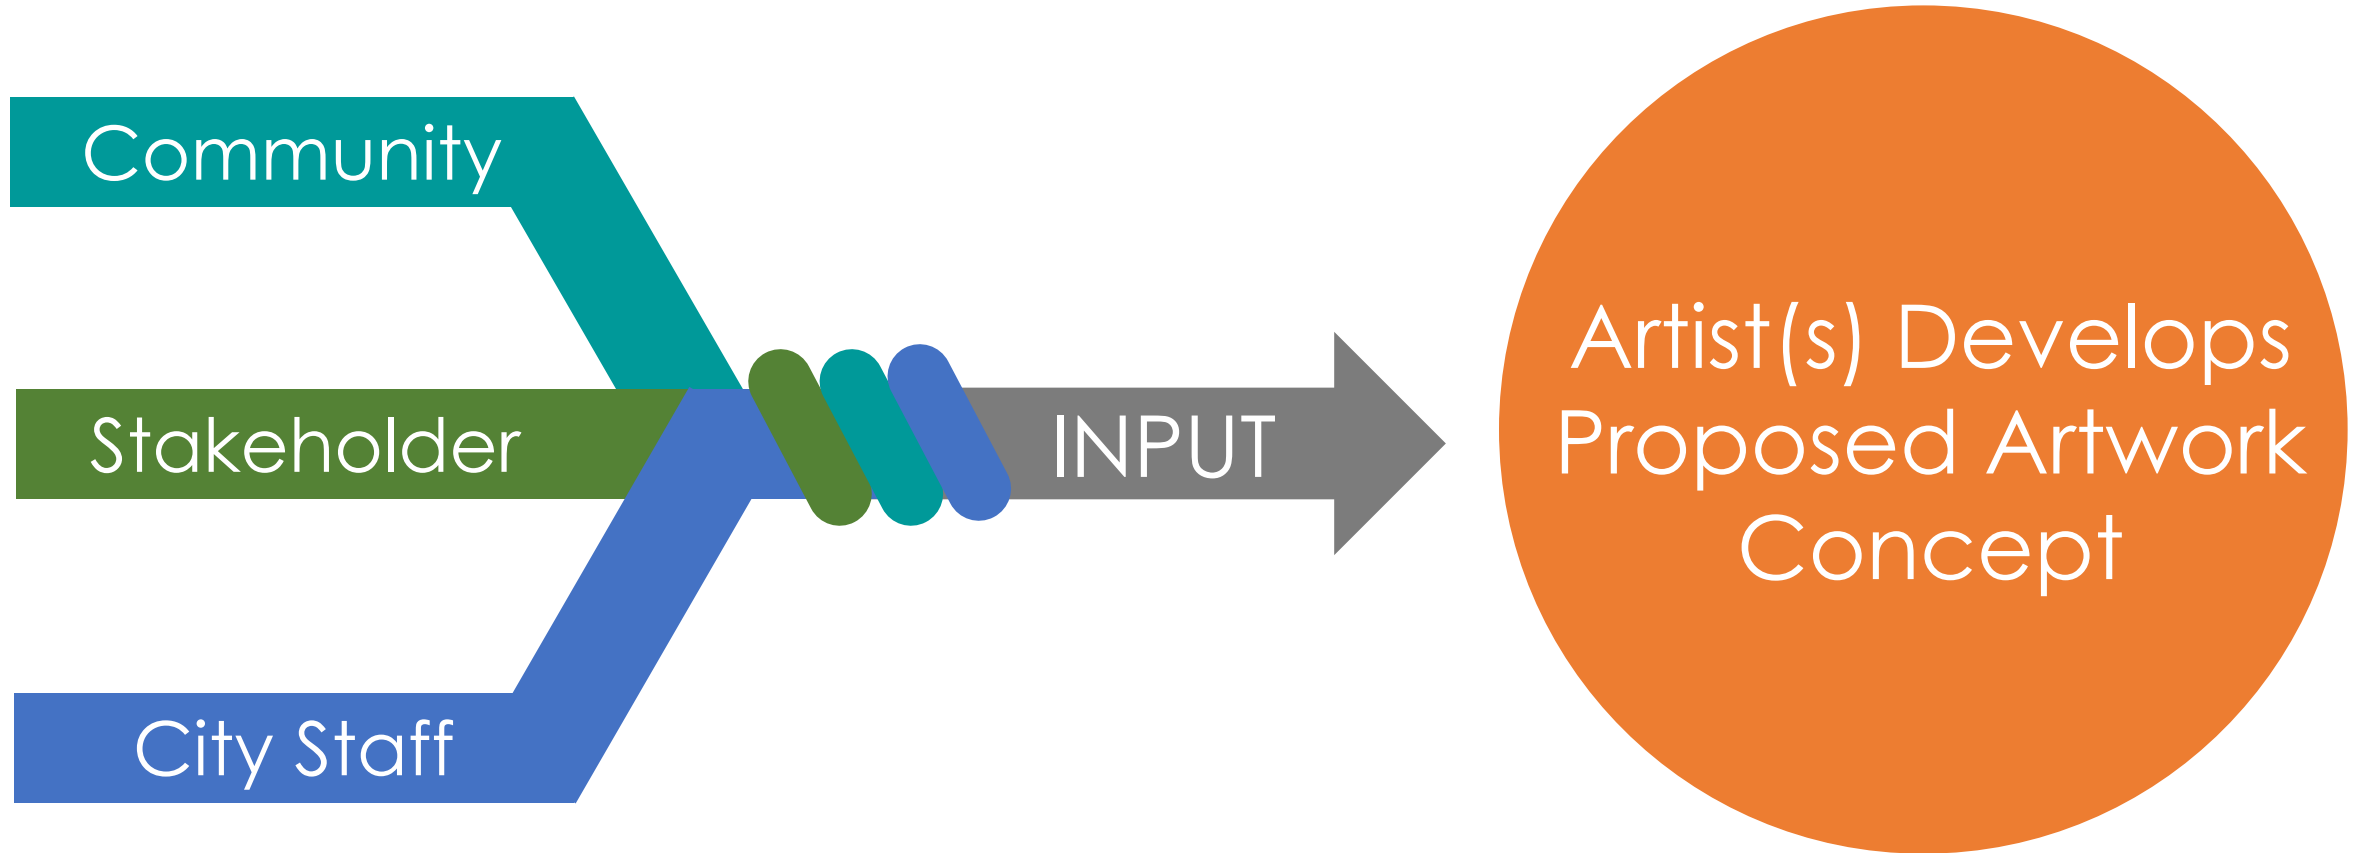 Community
Stakeholder
City Staff
INPUT
Artist(s) Develops
Proposed Artwork
Concept